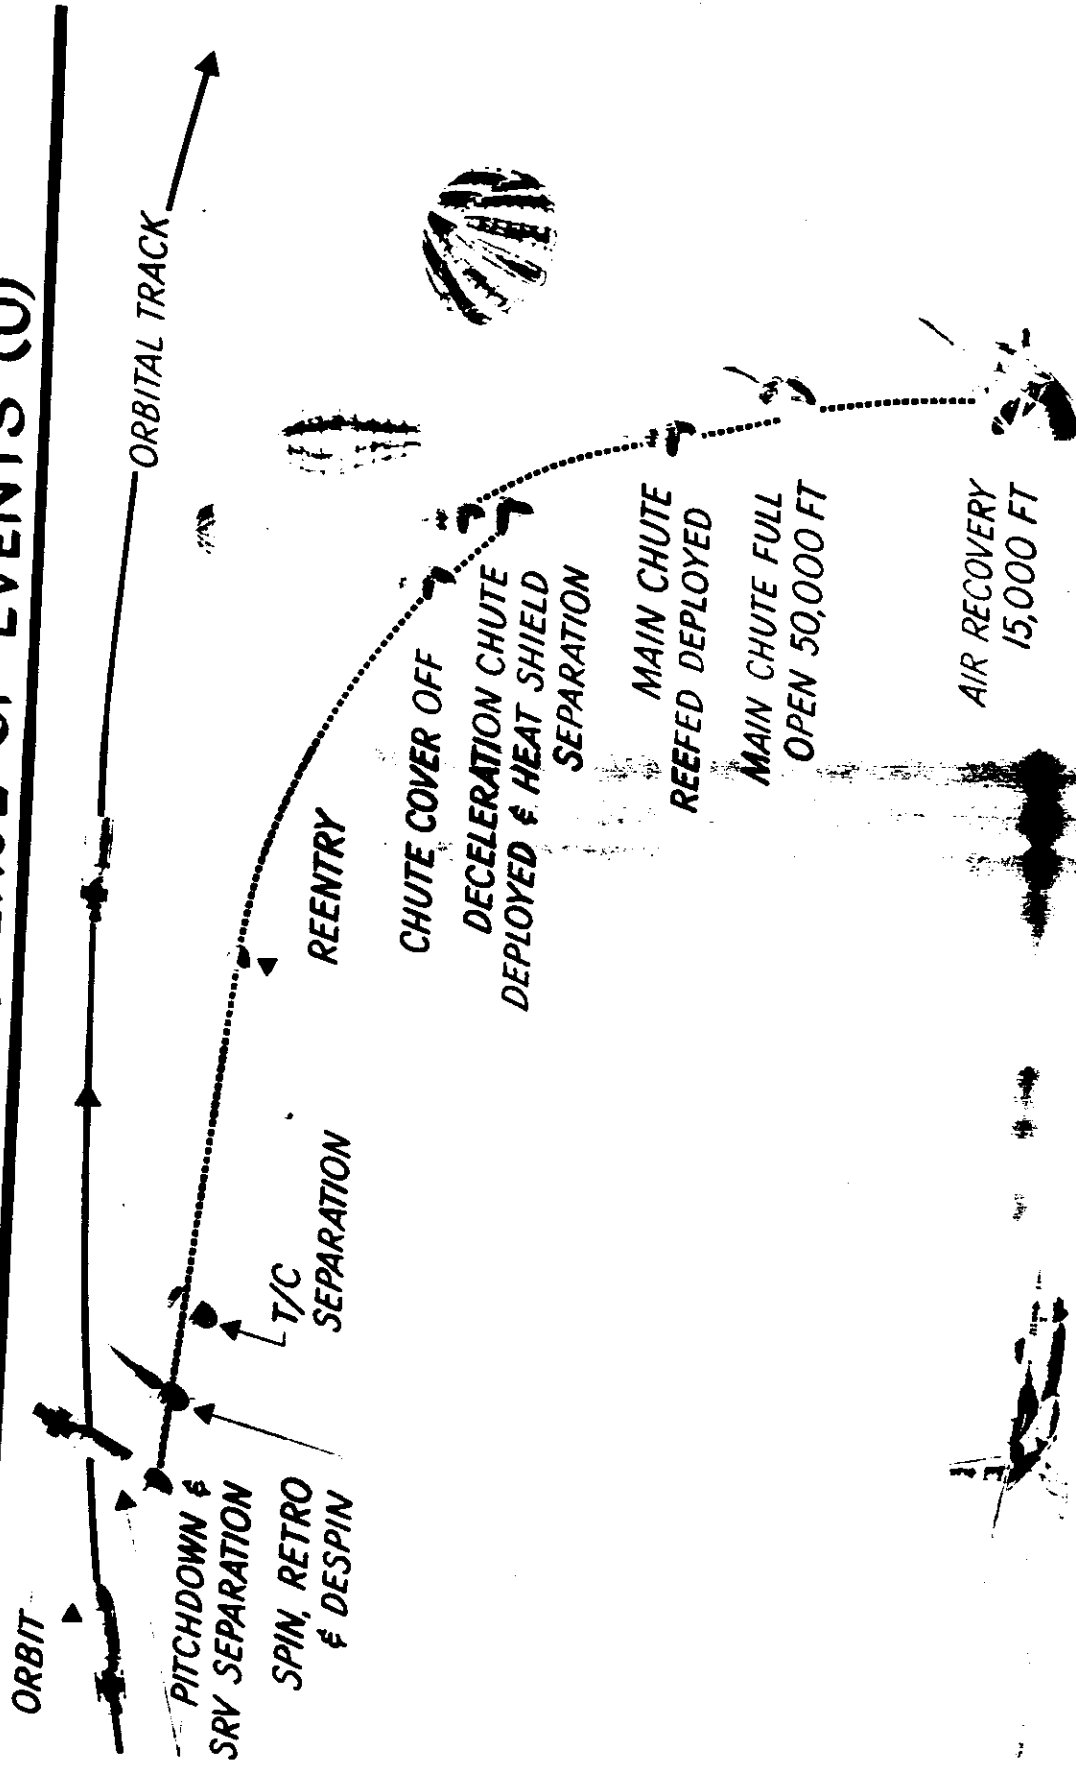 OF EVENTS (U)
ORBIT
ORBITAL TRACK
PITCHDOWN &
SRV SEPARATION
SPIN, RETRO
& DESPIN
T/C
SEPARATION
REENTRY
CHUTE COVER OFF
DECELERATION CHUTE
DEPLOYED & HEAT SHIELD
SEPARATION
MAIN CHUTE
REEFED DEPLOYED
MAIN CHUTE FULL
OPEN 50,000 FT
AIR RECOVERY
15,000 FT